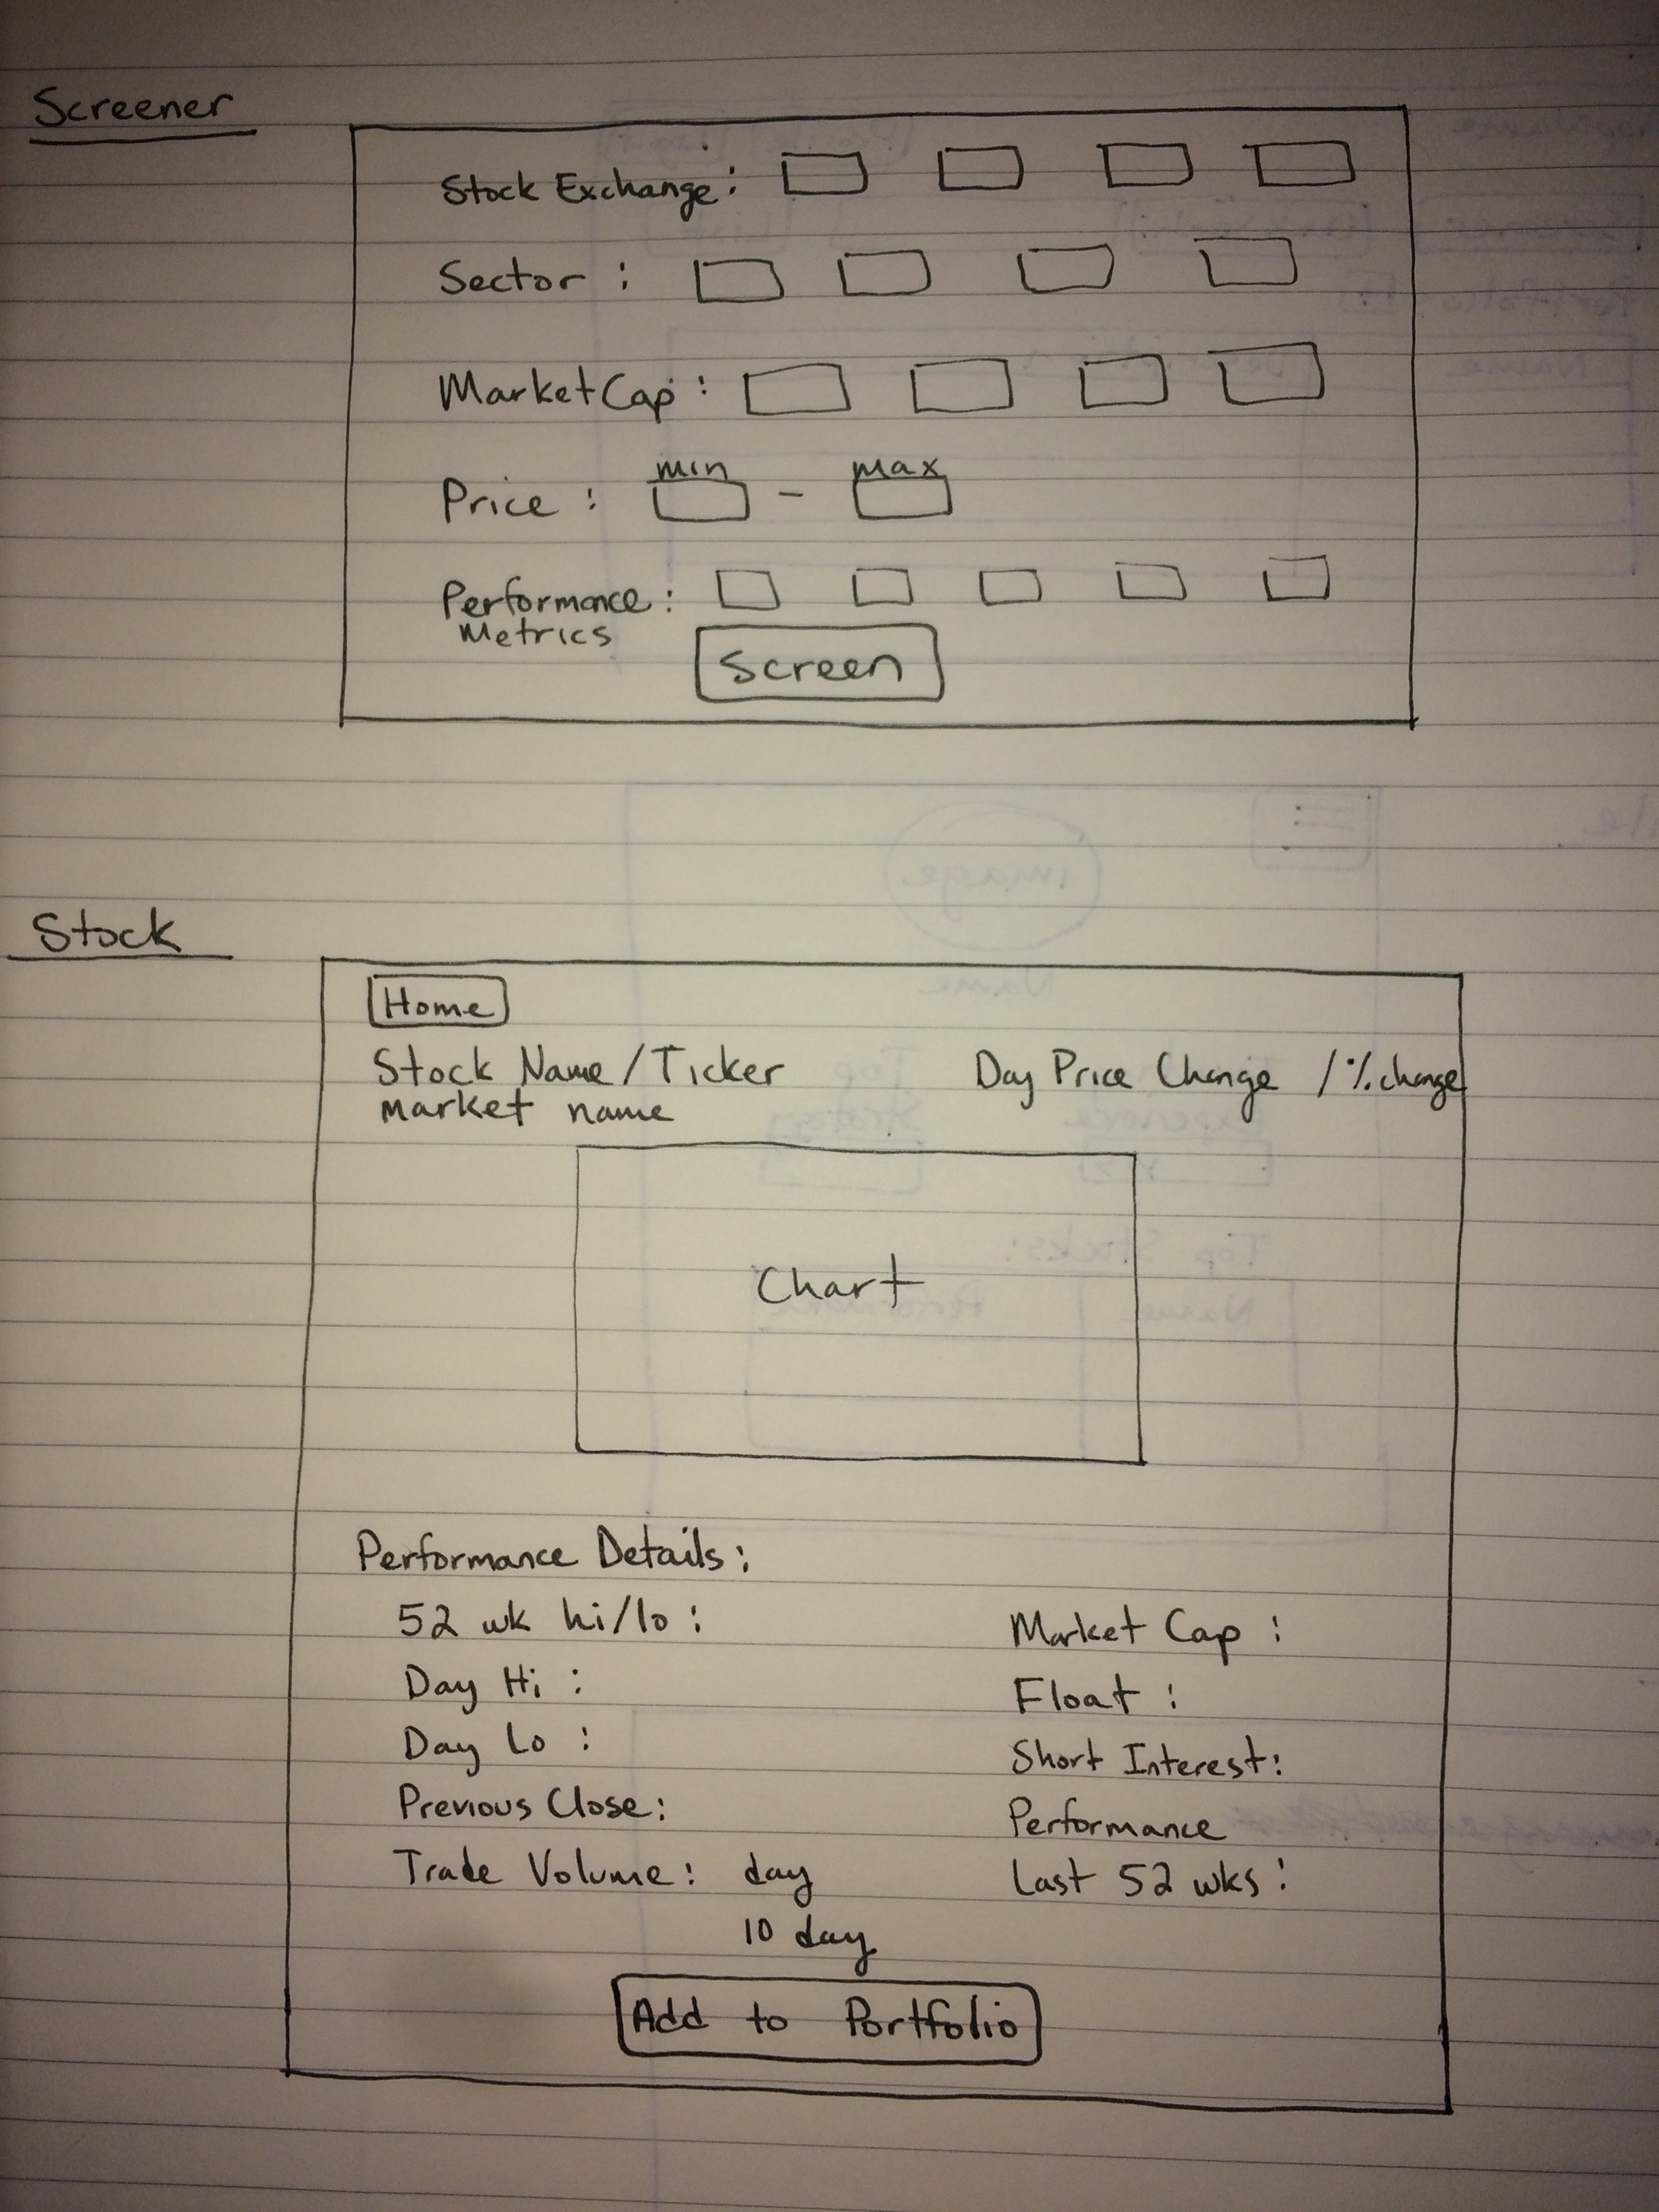 Screener
Stock Exchange:
Sector :
Market Cap :
min max
Price : -
Performance :
Metrics
Screen
Stock
Home
Stock Name / Ticker Day Price Change / % change
market name
Chart
Performance Details :
52 wk hi/lo : Market Cap :
Day Hi : Float :
Day Lo : Short Interest:
Previous Close: Performance
Trade Volume: day Last 52 wks :
10 day
Add to Portfolio